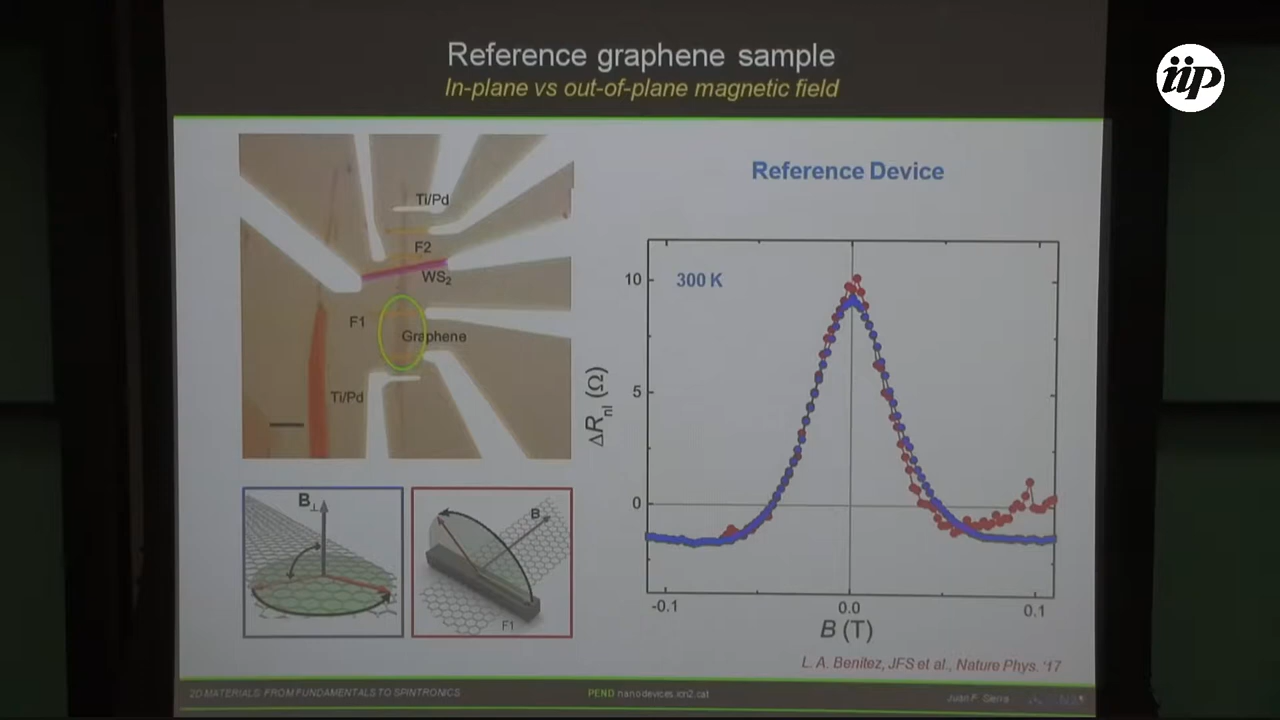 Reference graphene sample
In-plane vs out-of-plane magnetic field
iip
Ti/Pd
F2
WS₂
F1
Graphene
Ti/Pd
B⊥
B
F1
Reference Device
300 K
10
5
0
ΔRnl (Ω)
-0.1
0.0
0.1
B (T)
L. A. Benitez, JFS et al., Nature Phys. '17
2D MATERIALS: FROM FUNDAMENTALS TO SPINTRONICS
PEND nanodevices.icn2.cat
Juan F. Sierra